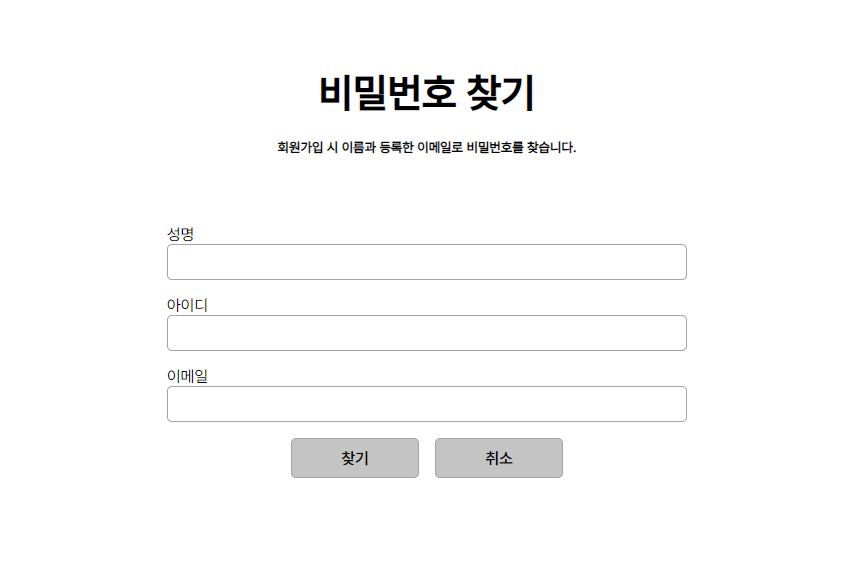 비밀번호 찾기
회원가입 시 이름과 등록한 이메일로 비밀번호를 찾습니다.
성명
아이디
이메일
찾기 취소